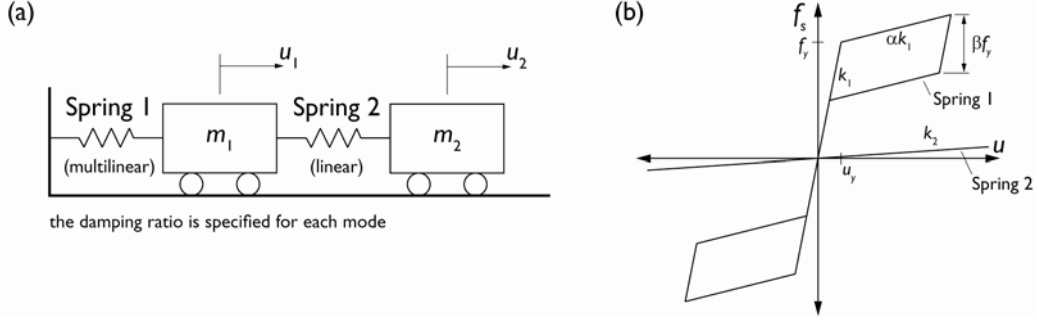 (a)
u1
u2
Spring 1
Spring 2
m1
m2
(multilinear)
(linear)
the damping ratio is specified for each mode
(b)
fs
fy
αk1
βfy
k1
Spring 1
k2
u
uy
Spring 2